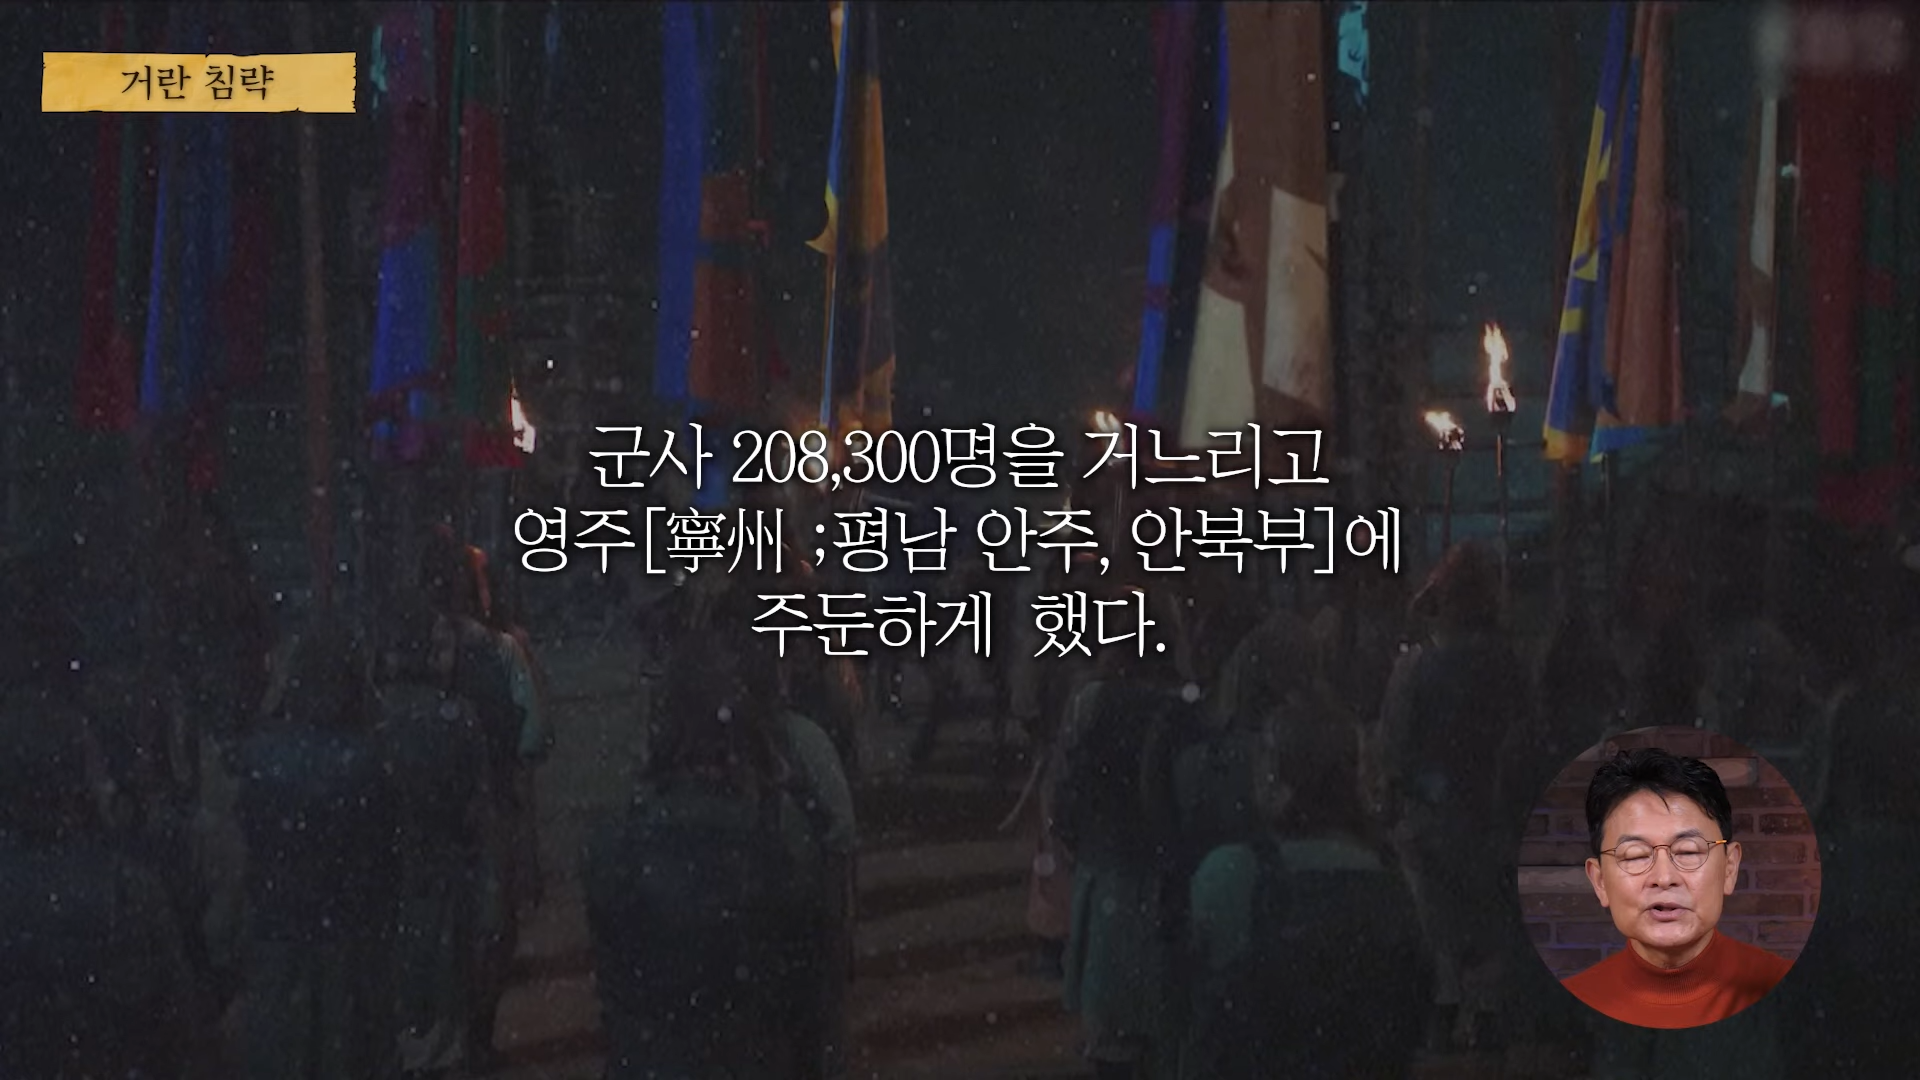 거란 침략
군사 208,300명을 거느리고
영주[寧州 ;평남 안주, 안북부]에
주둔하게 했다.